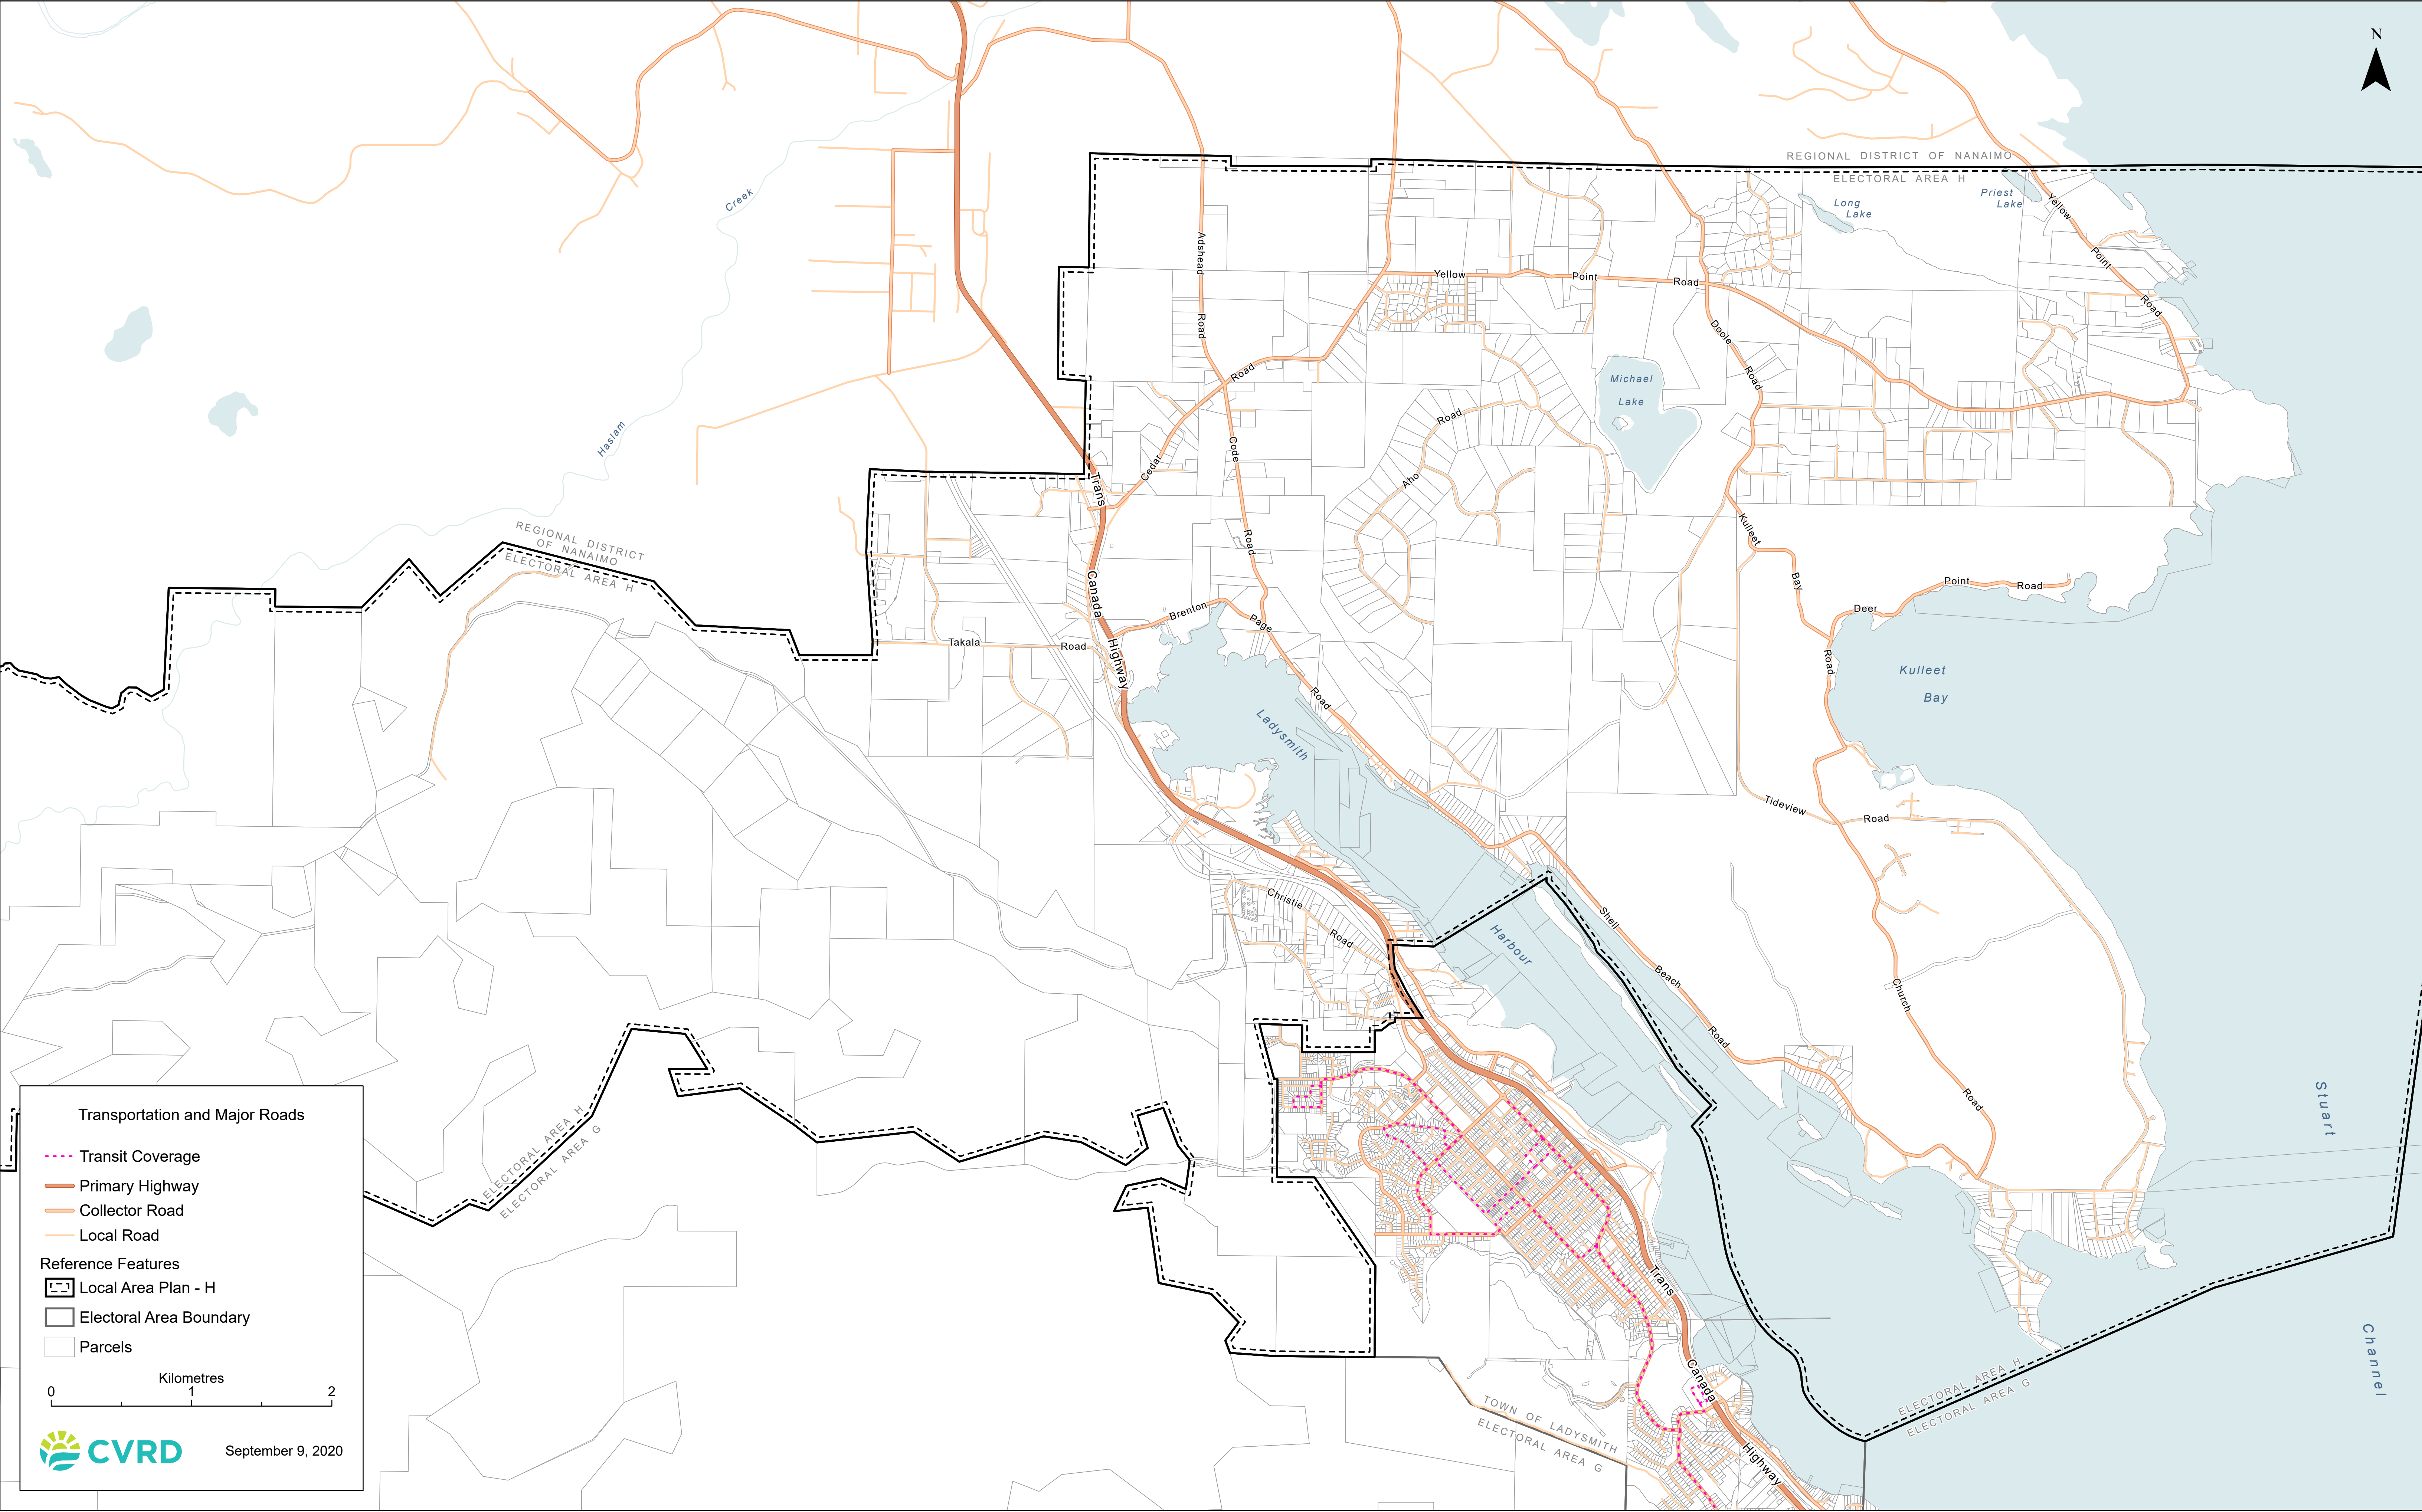 N
REGIONAL DISTRICT OF NANAIMO
ELECTORAL AREA H
Priest
Lake
Long
Lake
Yellow
Point
Road
Creek
Adshead
Road
Yellow
Point
Road
Doole
Road
Michael
Lake
Road
Cedar
Code
Road
Road
Aho
Haslam
Trans
Canada
Highway
REGIONAL DISTRICT
OF NANAIMO
ELECTORAL AREA H
Kulleet
Bay
Road
Point
Road
Deer
Brenton
Page
Road
Takala
Road
Kulleet
Bay
Ladysmith
Harbour
Tideview
Road
Christie
Road
Shell
Beach
Road
Church
Road
Stuart
Channel
ELECTORAL AREA H
ELECTORAL AREA G
Trans
Canada
Highway
ELECTORAL AREA H
ELECTORAL AREA G
TOWN OF LADYSMITH
ELECTORAL AREA G
Transportation and Major Roads
Transit Coverage
Primary Highway
Collector Road
Local Road
Reference Features
Local Area Plan - H
Electoral Area Boundary
Parcels
Kilometres
0 1 2
CVRD
September 9, 2020